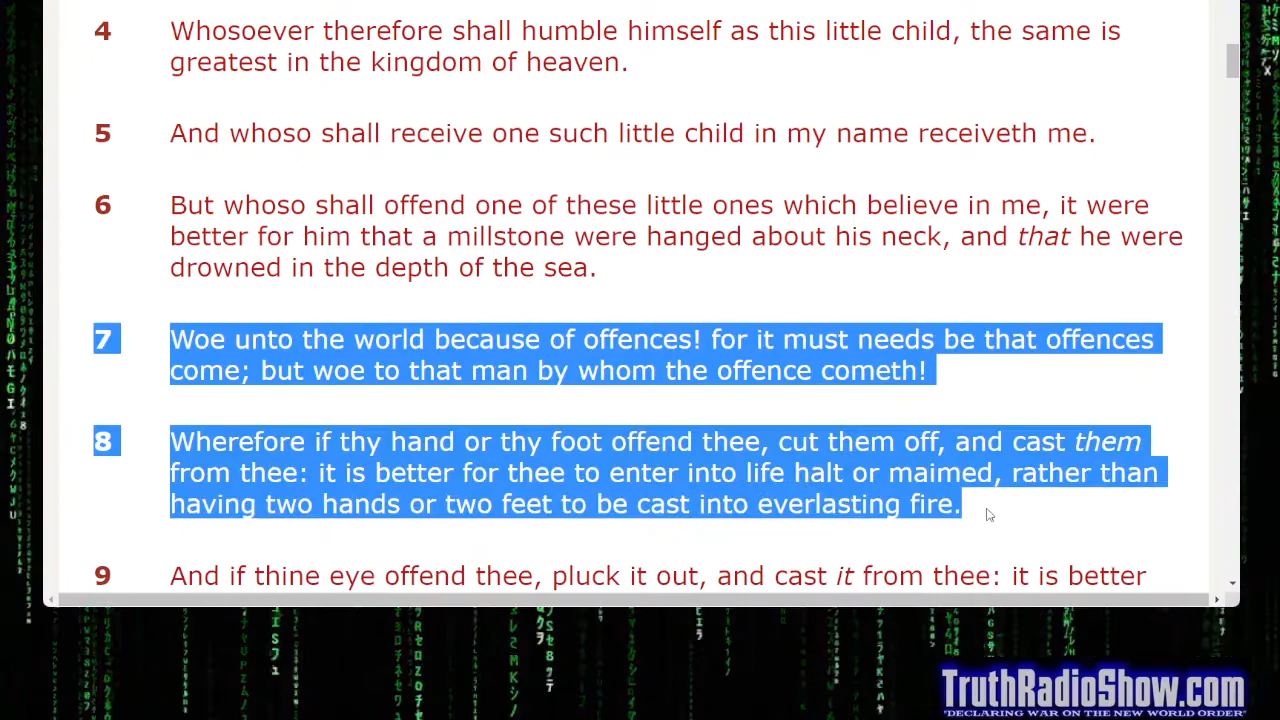 4 Whosoever therefore shall humble himself as this little child, the same is
greatest in the kingdom of heaven.
5 And whoso shall receive one such little child in my name receiveth me.
6 But whoso shall offend one of these little ones which believe in me, it were
better for him that a millstone were hanged about his neck, and that he were
drowned in the depth of the sea.
7 Woe unto the world because of offences! for it must needs be that offences
come; but woe to that man by whom the offence cometh!
8 Wherefore if thy hand or thy foot offend thee, cut them off, and cast them
from thee: it is better for thee to enter into life halt or maimed, rather than
having two hands or two feet to be cast into everlasting fire.
9 And if thine eye offend thee, pluck it out, and cast it from thee: it is better
TruthRadioShow.com
"DECLARING WAR ON THE NEW WORLD ORDER"